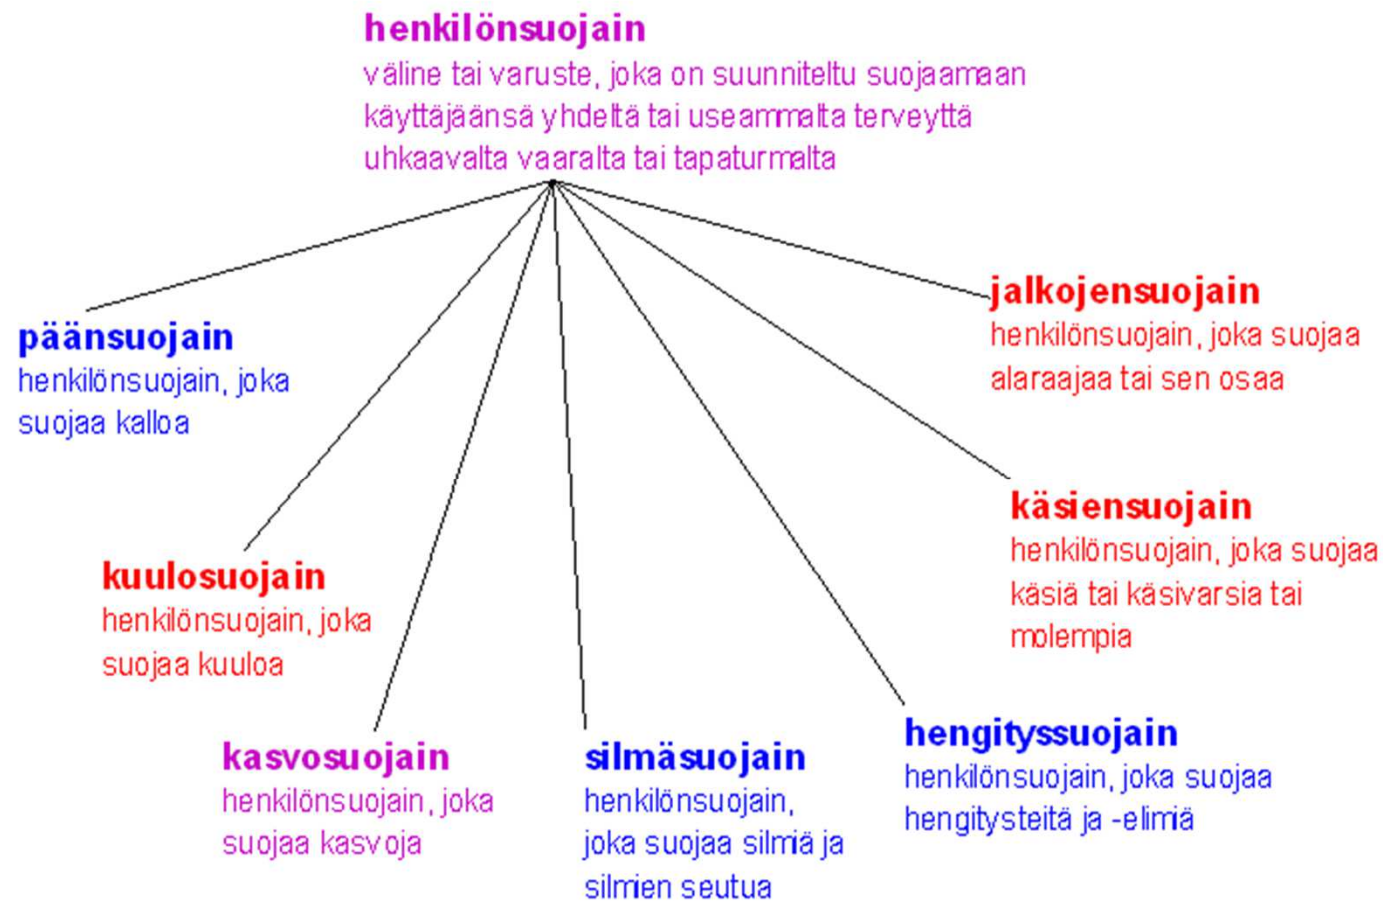 henkilönsuojain
väline tai varuste, joka on suunniteltu suojaamaan
käyttäjäänsä yhdeltä tai useammalta terveyttä
uhkaavalta vaaralta tai tapaturmalta
päänsuojain
henkilönsuojain, joka
suojaa kalloa
kuulosuojain
henkilönsuojain, joka
suojaa kuuloa
kasvosuojain
henkilönsuojain, joka
suojaa kasvoja
silmäsuojain
henkilönsuojain,
joka suojaa silmiä ja
silmien seutua
hengityssuojain
henkilönsuojain, joka suojaa
hengitysteitä ja -elimiä
käsiensuojain
henkilönsuojain, joka suojaa
käsiä tai käsivarsia tai
molempia
jalkojensuojain
henkilönsuojain, joka suojaa
alaraajaa tai sen osaa